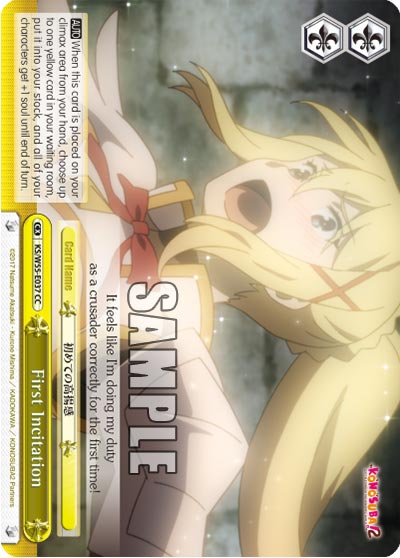 KONOSUBA 2
It feels like I'm doing my duty
as a crusader correctly for the first time!
SAMPLE
【AUTO】 When this card is placed on your
climax area from your hand, choose up
to one yellow card in your waiting room,
put it into your stock, and all of your
characters get +1 soul until end of turn.
CX
KS/W55-E037 CC
Card Name
初めての高揚感
First Incitation
©2017 Natsume Akatsuki・Kurone Mishima／KADOKAWA／KONOSUBA2 Partners